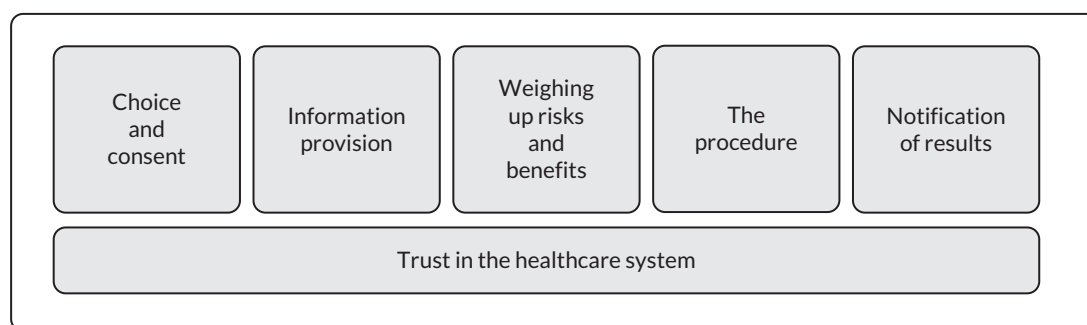 Choice
and
consent
Information
provision
Weighing
up risks
and
benefits
The
procedure
Notification
of results
Trust in the healthcare system